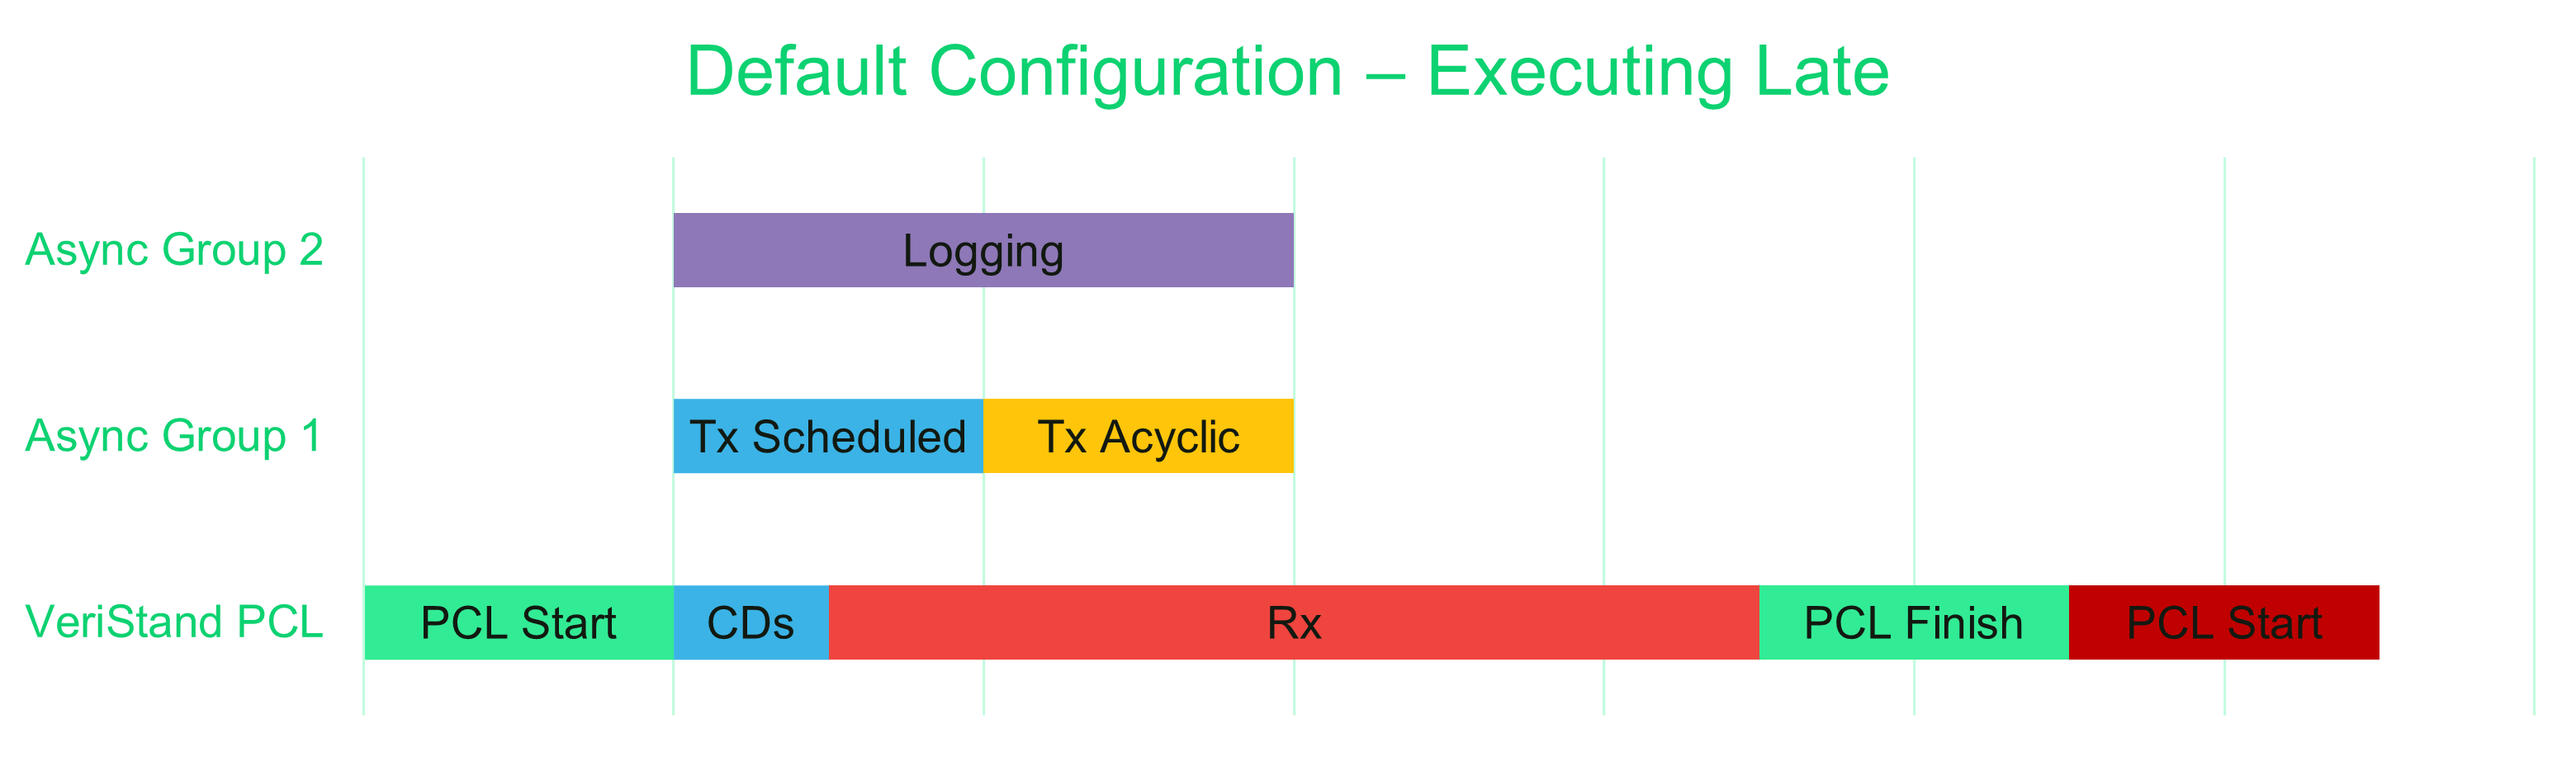 Default Configuration – Executing Late
Async Group 2
Logging
Async Group 1
Tx Scheduled
Tx Acyclic
VeriStand PCL
PCL Start
CDs
Rx
PCL Finish
PCL Start